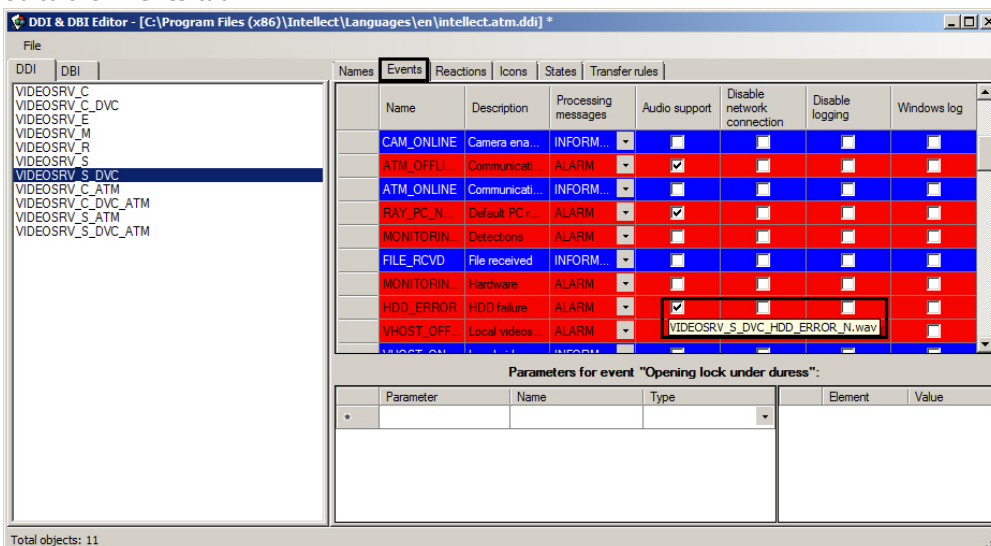 DDI & DBI Editor - [C:\Program Files (x86)\Intellect\Languages\en\intellect.atm.ddi] *
File
DDI DBI
VIDEOSRV_C
VIDEOSRV_C_DVC
VIDEOSRV_E
VIDEOSRV_M
VIDEOSRV_R
VIDEOSRV_S
VIDEOSRV_S_DVC
VIDEOSRV_C_ATM
VIDEOSRV_C_DVC_ATM
VIDEOSRV_S_ATM
VIDEOSRV_S_DVC_ATM
Names Events Reactions Icons States Transfer rules
Name Description Processing messages Audio support Disable network connection Disable logging Windows log
CAM_ONLINE Camera ena... INFORM...
ATM_OFFLI... Communicati... ALARM
ATM_ONLINE Communicati... INFORM...
RAY_PC_N... Default PC r... ALARM
MONITORIN... Detections ALARM
FILE_RCVD File received INFORM...
MONITORIN... Hardware ALARM
HDD_ERROR HDD failure ALARM
VHOST_OFF... Local videos... ALARM
VIDEOSRV_S_DVC_HDD_ERROR_N.wav
Parameters for event "Opening lock under duress":
Parameter Name Type Element Value
*
Total objects: 11